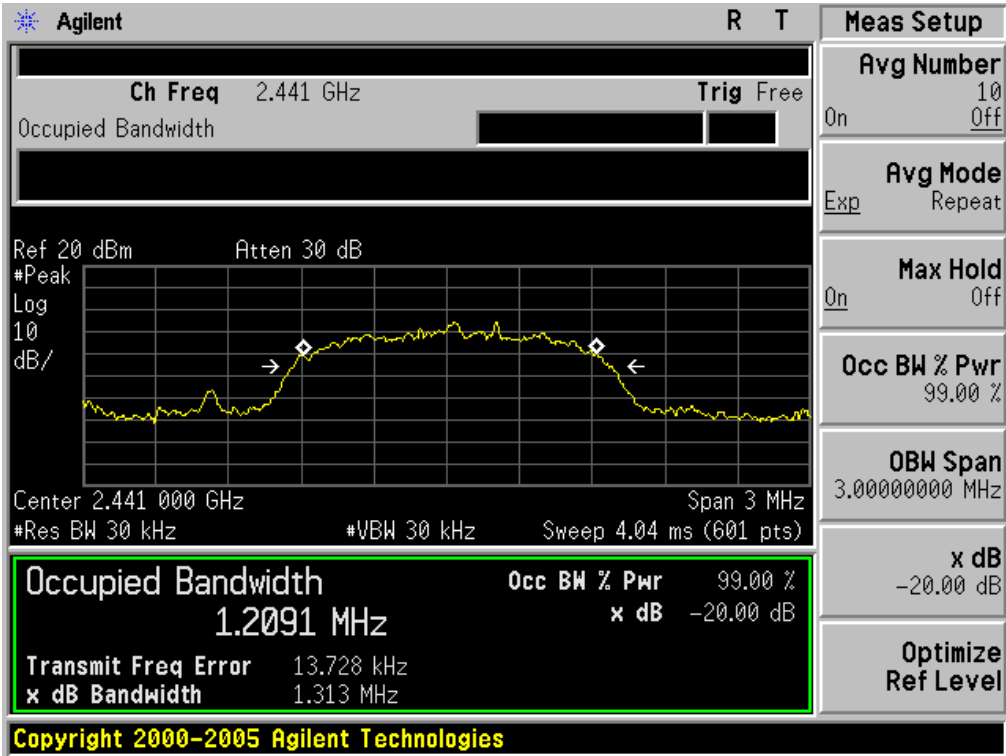 Agilent R T
Meas Setup
Ch Freq 2.441 GHz Trig Free
Occupied Bandwidth
Ref 20 dBm Atten 30 dB
#Peak
Log
10
dB/
Center 2.441 000 GHz Span 3 MHz
#Res BW 30 kHz #VBW 30 kHz Sweep 4.04 ms (601 pts)
Occupied Bandwidth
1.2091 MHz
Occ BW % Pwr 99.00 %
x dB -20.00 dB
Transmit Freq Error 13.728 kHz
x dB Bandwidth 1.313 MHz
Avg Number
10
On Off
Avg Mode
Exp Repeat
Max Hold
On Off
Occ BW % Pwr
99.00 %
OBW Span
3.00000000 MHz
x dB
-20.00 dB
Optimize
Ref Level
Copyright 2000-2005 Agilent Technologies